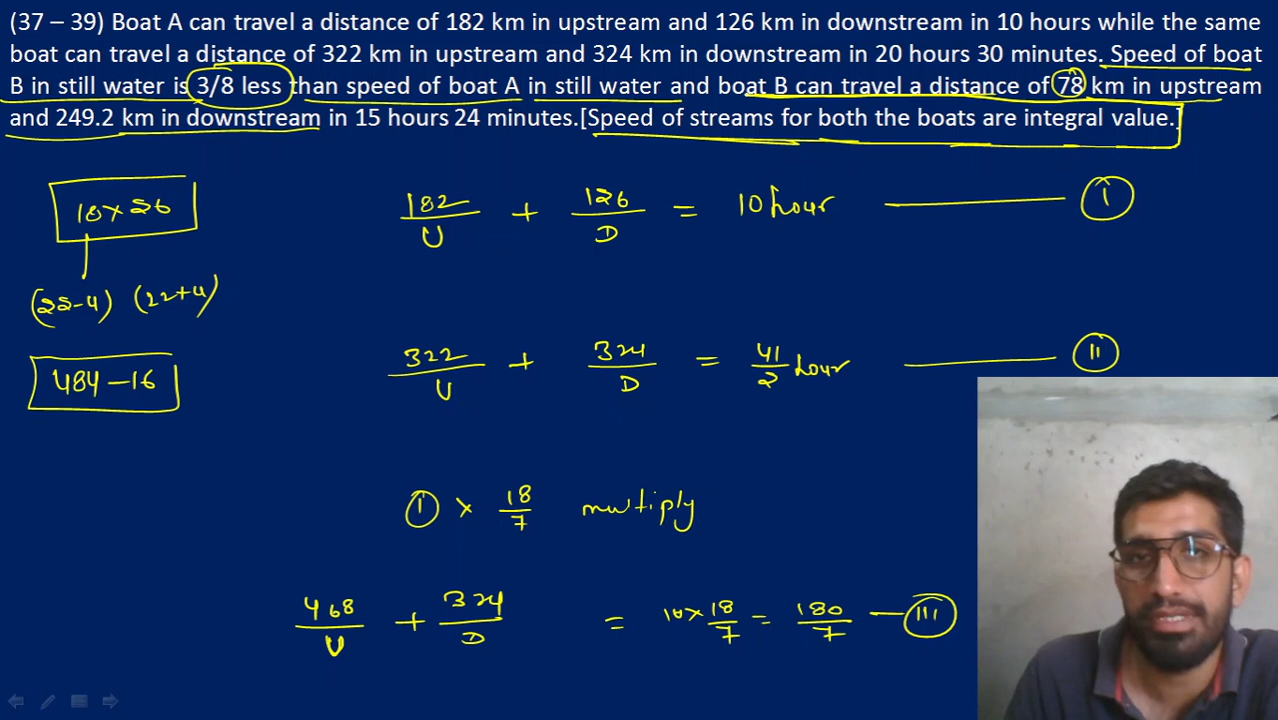 (37 – 39) Boat A can travel a distance of 182 km in upstream and 126 km in downstream in 10 hours while the same
boat can travel a distance of 322 km in upstream and 324 km in downstream in 20 hours 30 minutes. Speed of boat
B in still water is 3/8 less than speed of boat A in still water and boat B can travel a distance of 78 km in upstream
and 249.2 km in downstream in 15 hours 24 minutes.[Speed of streams for both the boats are integral value.]
18 x 26
(22-4) (22+4)
484 - 16
182/U + 126/D = 10 hour I
322/U + 324/D = 41/2 hour II
I x 18/7 multiply
468/U + 324/D = 10 x 18/7 = 180/7 - III